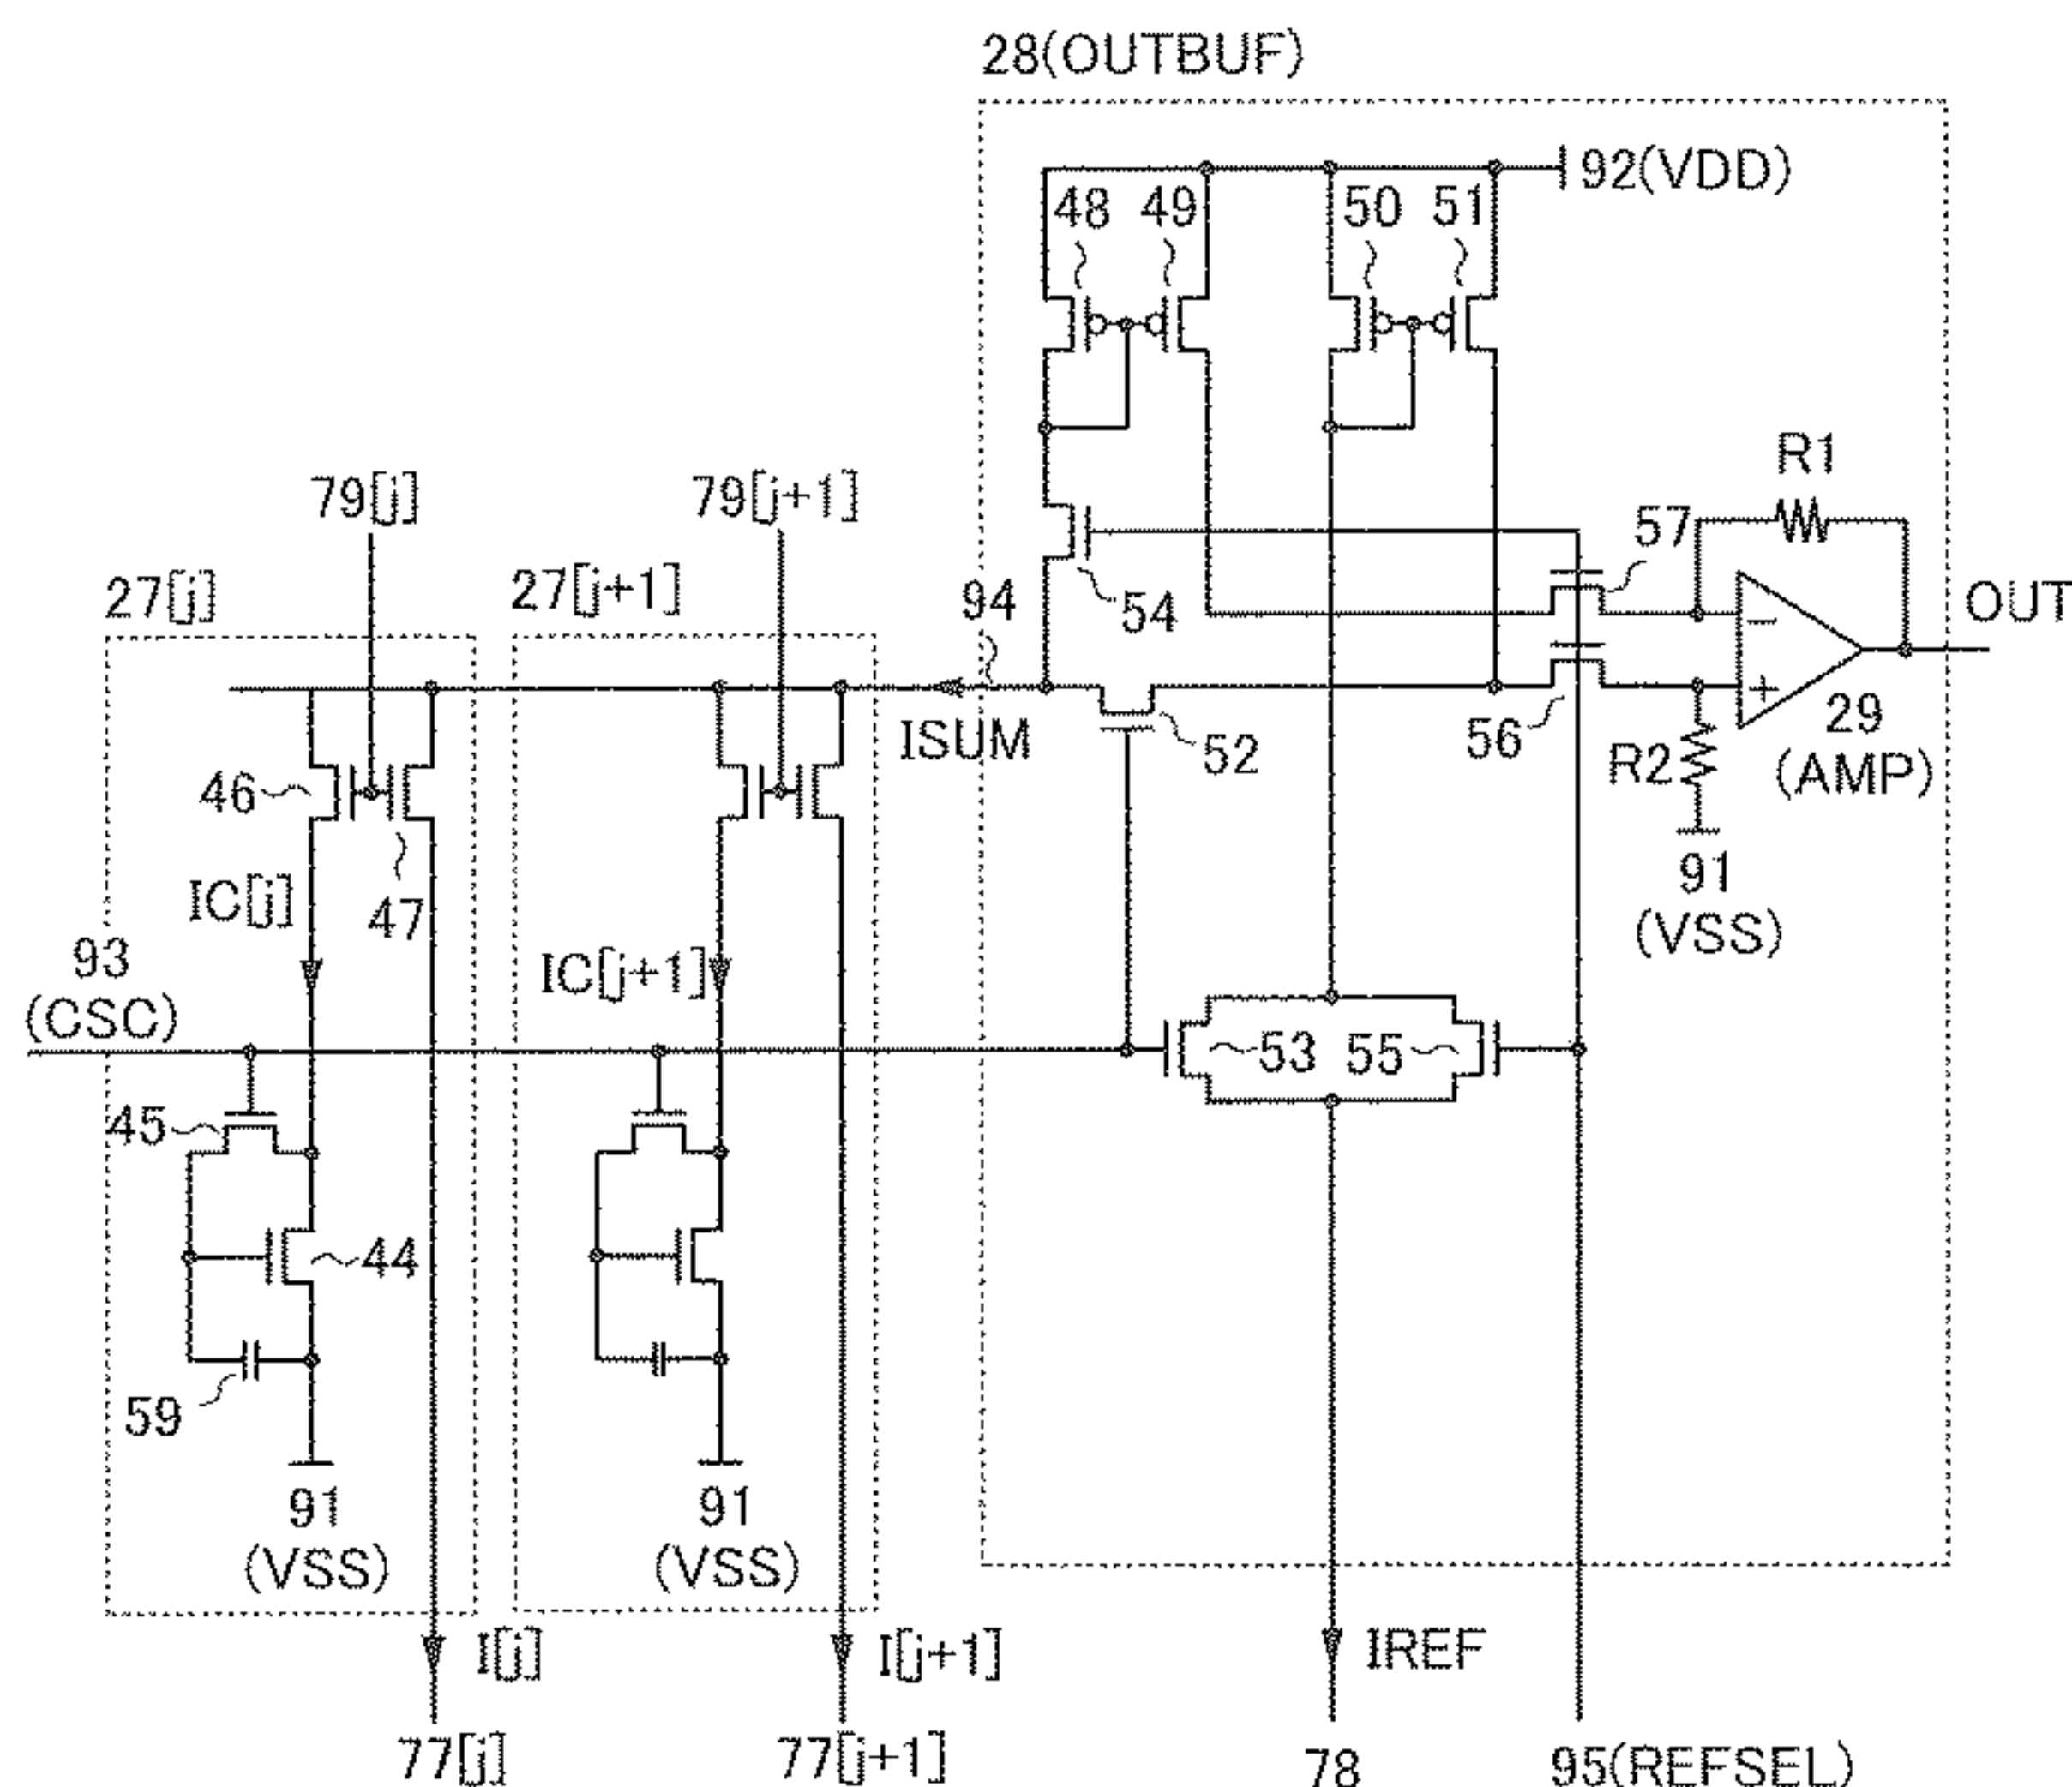 28(OUTBUF)
92(VDD)
48
49
50
51
R1
79[j]
79[j+1]
57
27[j]
27[j+1]
94
54
OUT
ISUM
52
56
R2
29
(AMP)
46
47
IC[j]
91
(VSS)
93
(CSC)
IC[j+1]
53
55
45
44
59
91
(VSS)
91
(VSS)
I[j]
I[j+1]
IREF
77[j]
77[j+1]
78
95(REFSEL)